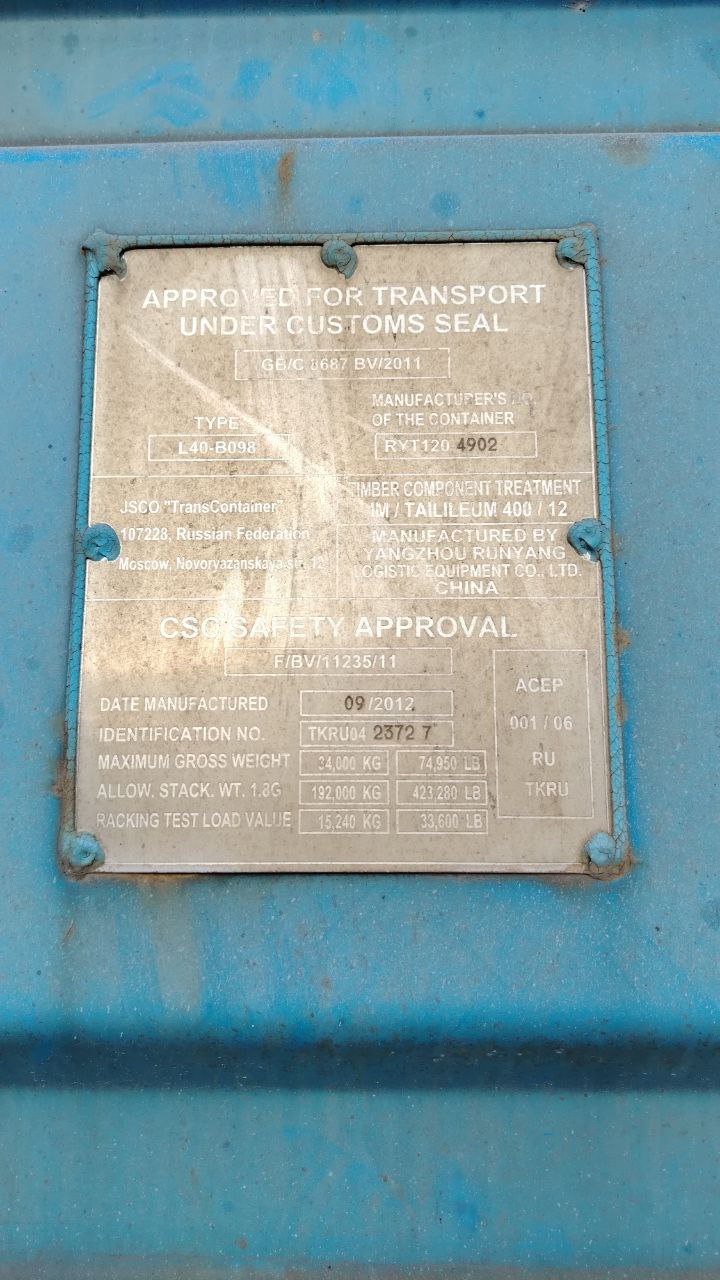 APPROVED FOR TRANSPORT
UNDER CUSTOMS SEAL
GB/C 8687 BV/2011
TYPE
L40-B098
MANUFACTURER'S NO.
OF THE CONTAINER
RYT120 4902
JSCO "TransContainer"
107228, Russian Federation
Moscow, Novoryazanskaya str., 12
TIMBER COMPONENT TREATMENT
IM / TAILILEUM 400 / 12
MANUFACTURED BY
YANGZHOU RUNYANG
LOGISTIC EQUIPMENT CO., LTD.
CHINA
CSC SAFETY APPROVAL
F/BV/11235/11
DATE MANUFACTURED 09/2012
IDENTIFICATION NO. TKRU04 2372 7
MAXIMUM GROSS WEIGHT 34,000 KG 74,950 LB
ALLOW. STACK. WT. 1.8G 192,000 KG 423,280 LB
RACKING TEST LOAD VALUE 15,240 KG 33,600 LB
ACEP
001 / 06
RU
TKRU